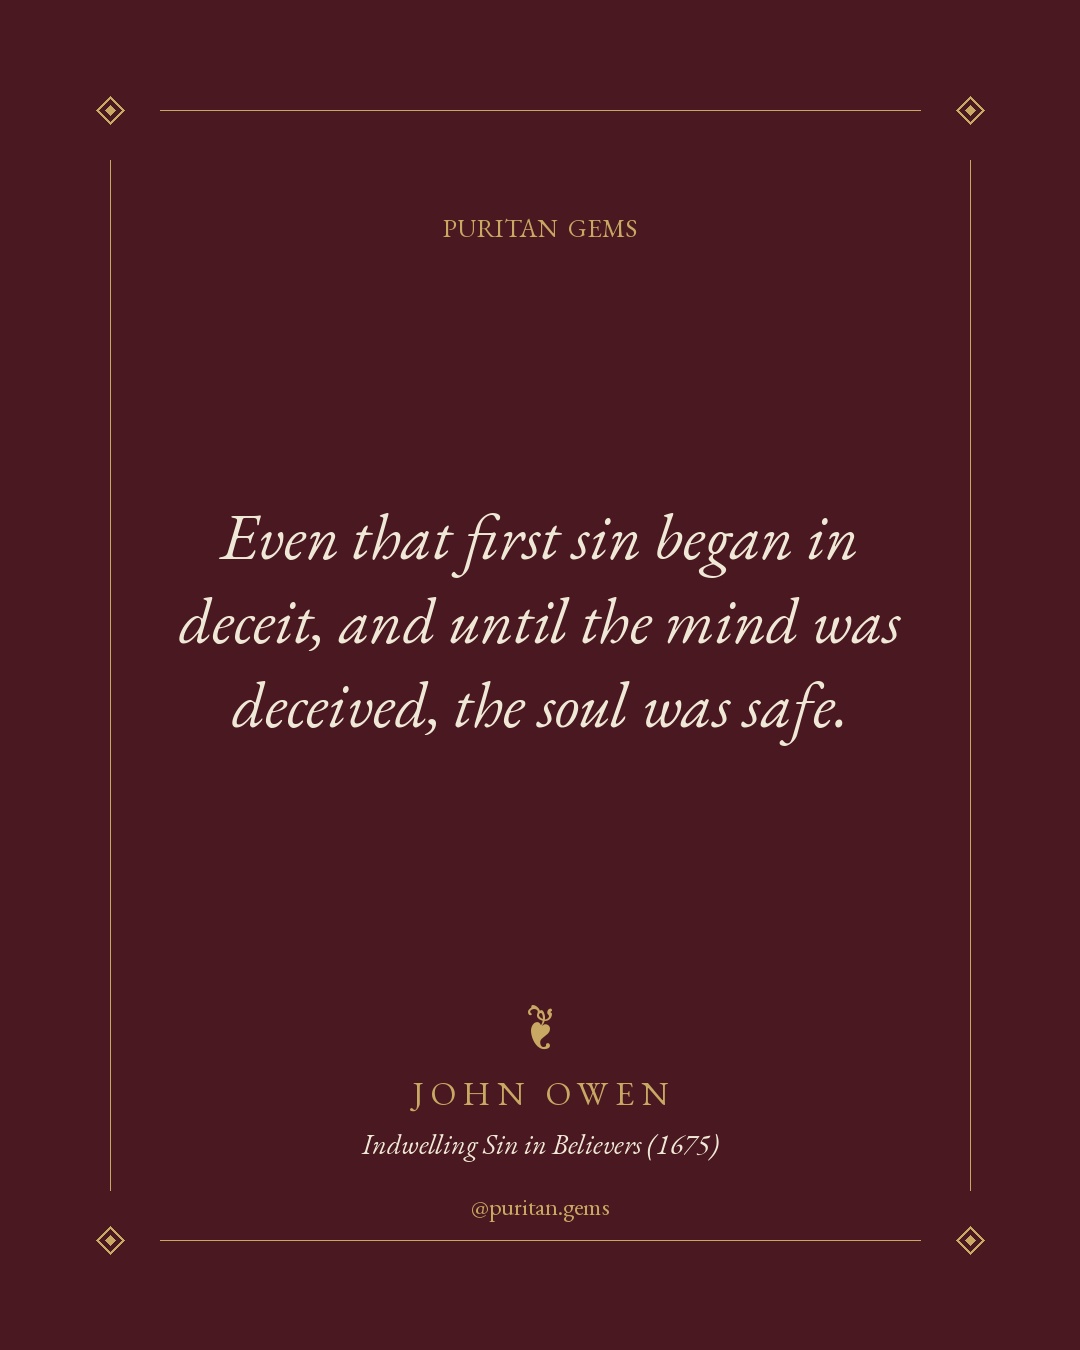 PURITAN GEMS
Even that first sin began in
deceit, and until the mind was
deceived, the soul was safe.
JOHN OWEN
Indwelling Sin in Believers (1675)
@puritan.gems